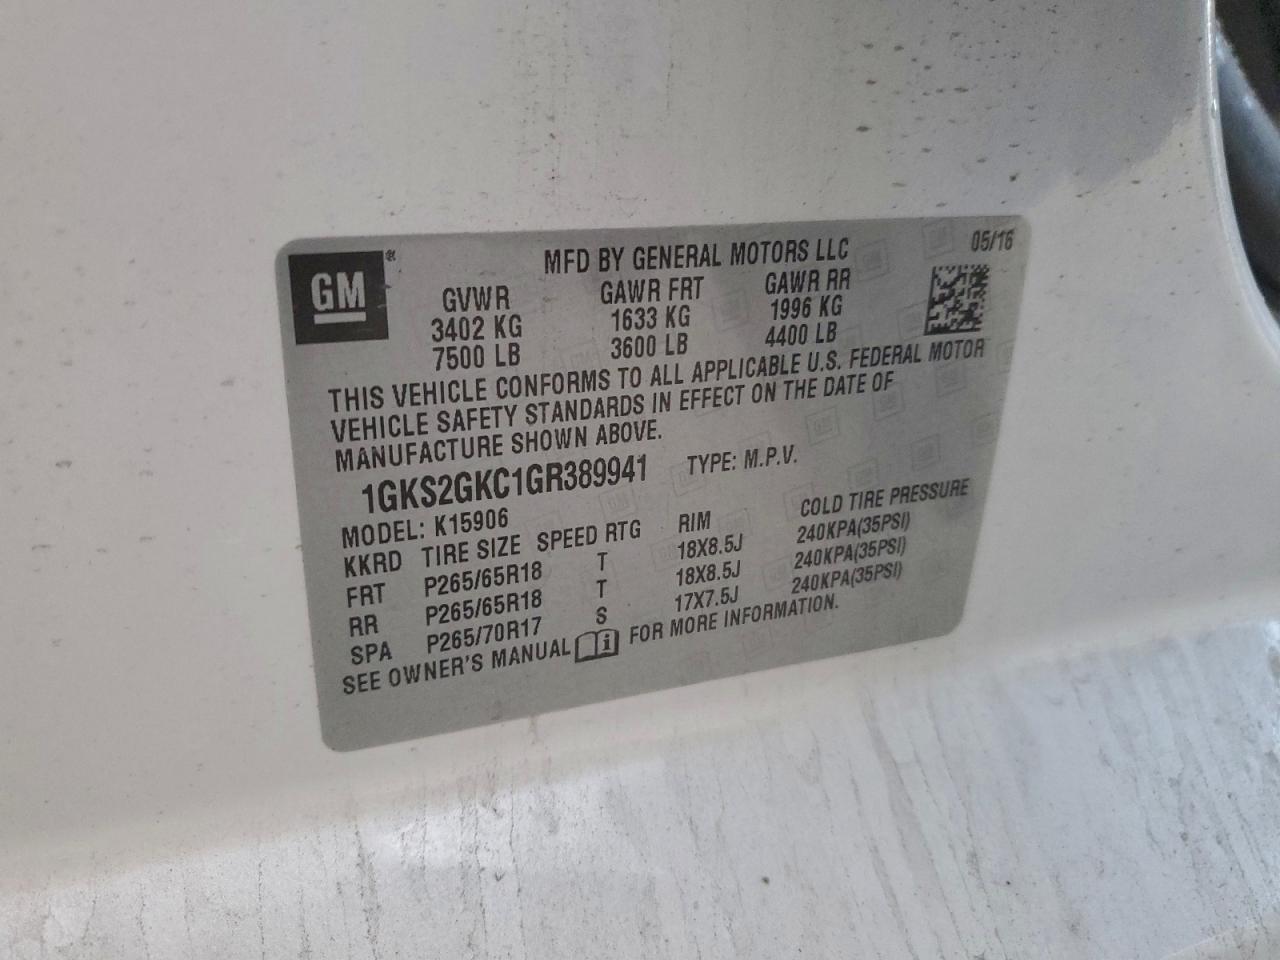 GM®
MFD BY GENERAL MOTORS LLC 05/16
GVWR GAWR FRT GAWR RR
3402 KG 1633 KG 1996 KG
7500 LB 3600 LB 4400 LB
THIS VEHICLE CONFORMS TO ALL APPLICABLE U.S. FEDERAL MOTOR
VEHICLE SAFETY STANDARDS IN EFFECT ON THE DATE OF
MANUFACTURE SHOWN ABOVE.
1GKS2GKC1GR389941 TYPE: M.P.V.
MODEL: K15906
KKRD TIRE SIZE SPEED RTG RIM COLD TIRE PRESSURE
FRT P265/65R18 T 18X8.5J 240KPA(35PSI)
RR P265/65R18 T 18X8.5J 240KPA(35PSI)
SPA P265/70R17 S 17X7.5J 240KPA(35PSI)
SEE OWNER'S MANUAL i FOR MORE INFORMATION.